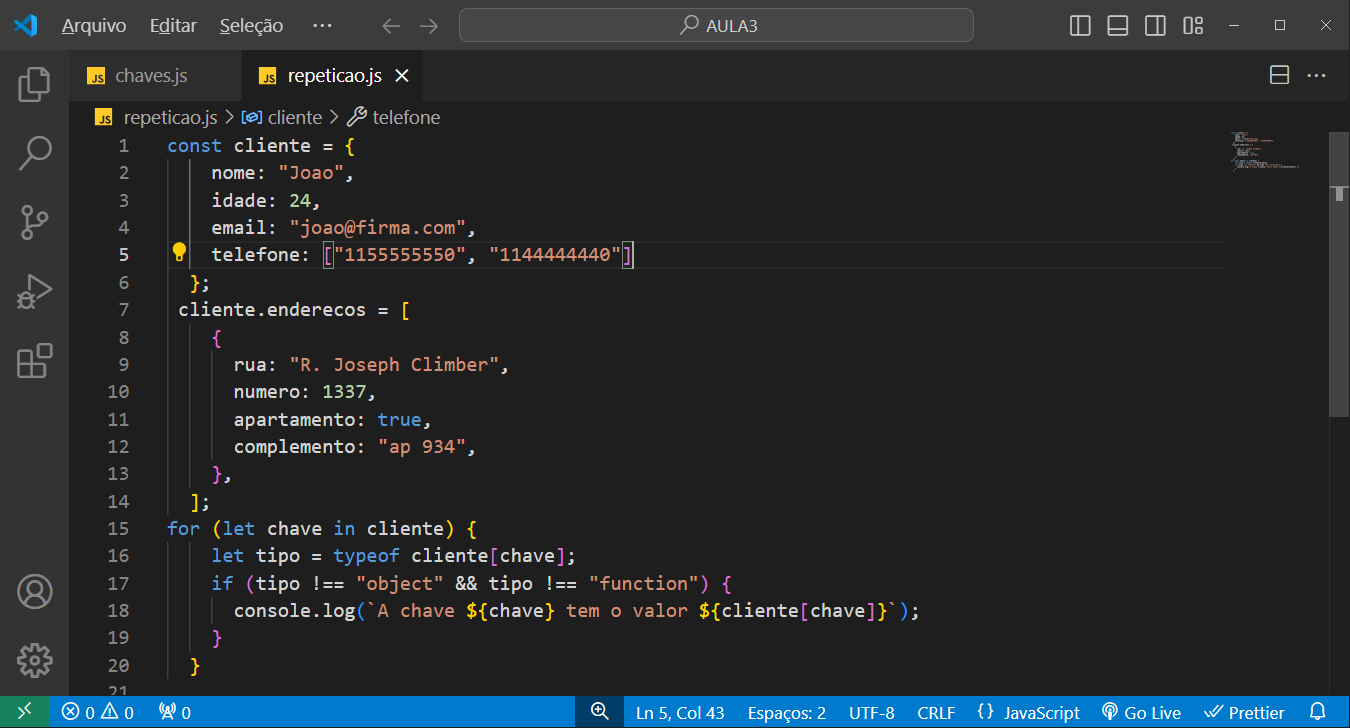 Arquivo Editar Seleção ··· AULA3
JS chaves.js JS repeticao.js
JS repeticao.js > cliente > telefone
1 const cliente = {
2 nome: "Joao",
3 idade: 24,
4 email: "joao@firma.com",
5 telefone: ["1155555550", "1144444440"]
6 };
7 cliente.enderecos = [
8 {
9 rua: "R. Joseph Climber",
10 numero: 1337,
11 apartamento: true,
12 complemento: "ap 934",
13 },
14 ];
15 for (let chave in cliente) {
16 let tipo = typeof cliente[chave];
17 if (tipo !== "object" && tipo !== "function") {
18 console.log(`A chave ${chave} tem o valor ${cliente[chave]}`);
19 }
20 }
21
0 0 0 Ln 5, Col 43 Espaços: 2 UTF-8 CRLF {} JavaScript Go Live Prettier